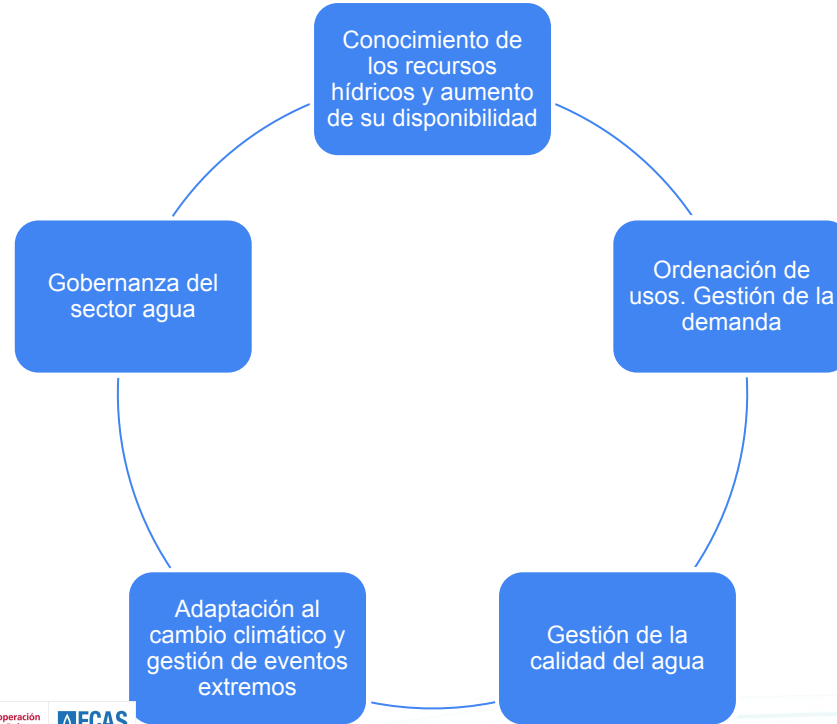 Conocimiento de
los recursos
hídricos y aumento
de su disponibilidad
Gobernanza del
sector agua
Ordenación de
usos. Gestión de la
demanda
Adaptación al
cambio climático y
gestión de eventos
extremos
Gestión de la
calidad del agua
FCAS